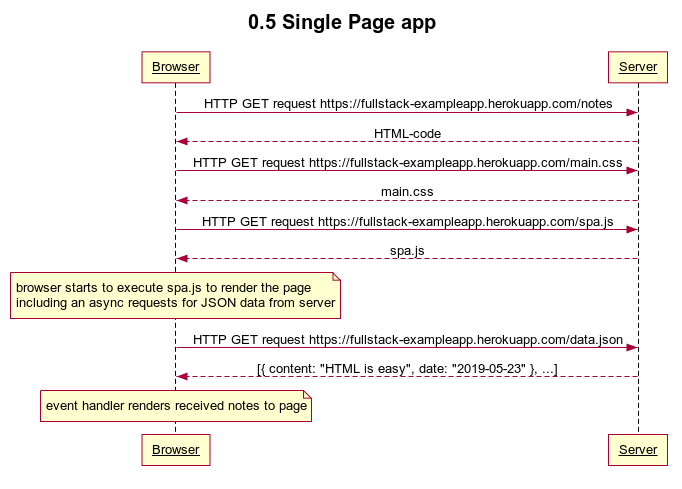 0.5 Single Page app
Browser
Server
HTTP GET request https://fullstack-exampleapp.herokuapp.com/notes
HTML-code
HTTP GET request https://fullstack-exampleapp.herokuapp.com/main.css
main.css
HTTP GET request https://fullstack-exampleapp.herokuapp.com/spa.js
spa.js
browser starts to execute spa.js to render the page
including an async requests for JSON data from server
HTTP GET request https://fullstack-exampleapp.herokuapp.com/data.json
[{ content: "HTML is easy", date: "2019-05-23" }, ...]
event handler renders received notes to page
Browser
Server